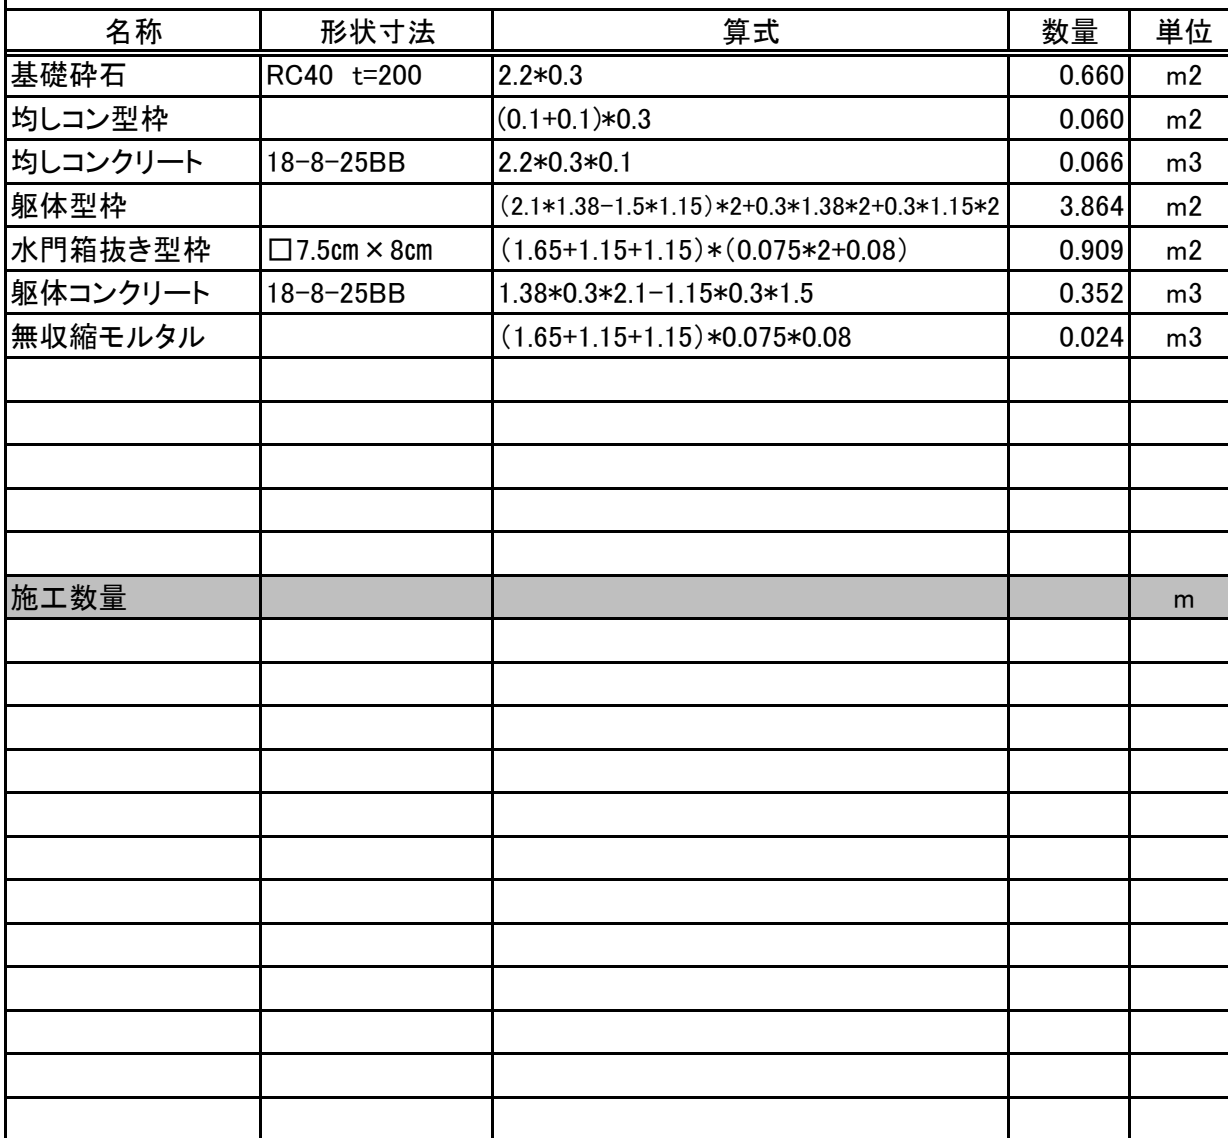 名称 形状寸法 算式 数量 単位
基礎砕石 RC40 t=200 2.2*0.3 0.660 m2
均しコン型枠 (0.1+0.1)*0.3 0.060 m2
均しコンクリート 18-8-25BB 2.2*0.3*0.1 0.066 m3
躯体型枠 (2.1*1.38-1.5*1.15)*2+0.3*1.38*2+0.3*1.15*2 3.864 m2
水門箱抜き型枠 □7.5㎝×8㎝ (1.65+1.15+1.15)*(0.075*2+0.08) 0.909 m2
躯体コンクリート 18-8-25BB 1.38*0.3*2.1-1.15*0.3*1.5 0.352 m3
無収縮モルタル (1.65+1.15+1.15)*0.075*0.08 0.024 m3
施工数量 m